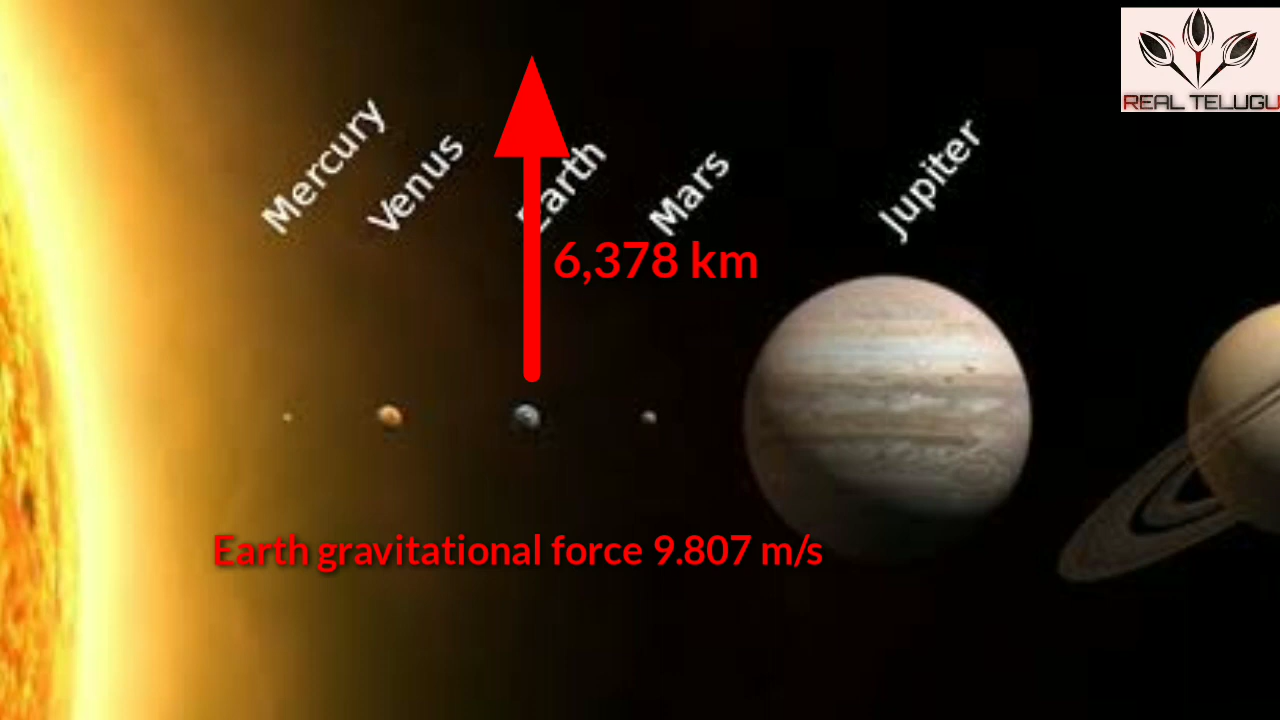 REAL TELUGU
Mercury
Venus
Earth
Mars
Jupiter
6,378 km
Earth gravitational force 9.807 m/s